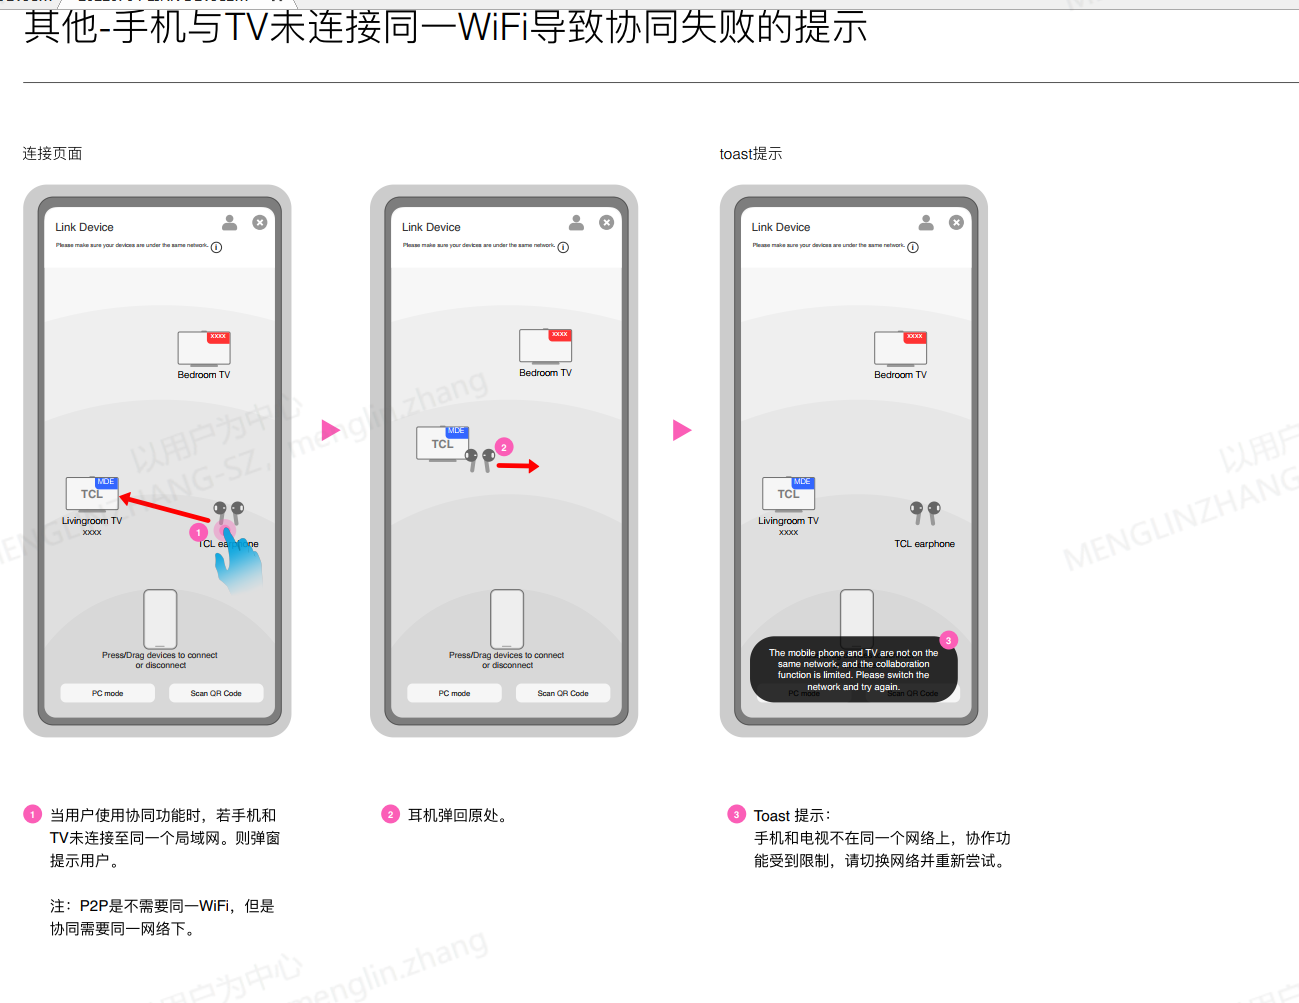 其他-手机与TV未连接同一WiFi导致协同失败的提示
连接页面
toast提示
Link Device
Please make sure your devices are under the same network.
xxxx
Bedroom TV
MDE
TCL
Livingroom TV
xxxx
1
TCL earphone
Press/Drag devices to connect
or disconnect
PC mode
Scan QR Code
Link Device
Please make sure your devices are under the same network.
xxxx
Bedroom TV
MDE
TCL
2
Press/Drag devices to connect
or disconnect
PC mode
Scan QR Code
Link Device
Please make sure your devices are under the same network.
xxxx
Bedroom TV
MDE
TCL
Livingroom TV
xxxx
TCL earphone
3
The mobile phone and TV are not on the
same network, and the collaboration
function is limited. Please switch the
network and try again.
PC mode
Scan QR Code
1 当用户使用协同功能时，若手机和
TV未连接至同一个局域网。则弹窗
提示用户。
注：P2P是不需要同一WiFi，但是
协同需要同一网络下。
2 耳机弹回原处。
3 Toast 提示：
手机和电视不在同一个网络上，协作功
能受到限制，请切换网络并重新尝试。
以用户为中心
MENGLINZHANG-SZ，menglin.zhang
以用户
MENGLINZHANG
用户为中心
menglin.zhang